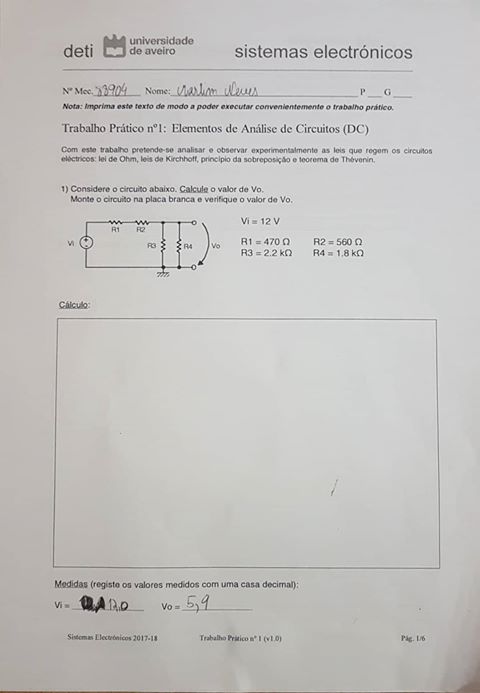 deti universidade de aveiro sistemas electrónicos
Nº Mec. 73904 Nome: Martim Neves P G
Nota: Imprima este texto de modo a poder executar convenientemente o trabalho prático.
Trabalho Prático nº1: Elementos de Análise de Circuitos (DC)
Com este trabalho pretende-se analisar e observar experimentalmente as leis que regem os circuitos
eléctricos: lei de Ohm, leis de Kirchhoff, princípio da sobreposição e teorema de Thévenin.
1) Considere o circuito abaixo. Calcule o valor de Vo.
Monte o circuito na placa branca e verifique o valor de Vo.
Vi = 12 V
R1 R2
Vi R3 R4 Vo
R1 = 470 Ω R2 = 560 Ω
R3 = 2.2 kΩ R4 = 1.8 kΩ
Cálculo:
Medidas (registe os valores medidos com uma casa decimal):
Vi = 12,0 Vo = 5,9
Sistemas Electrónicos 2017-18 Trabalho Prático nº 1 (v1.0) Pág. 1/6